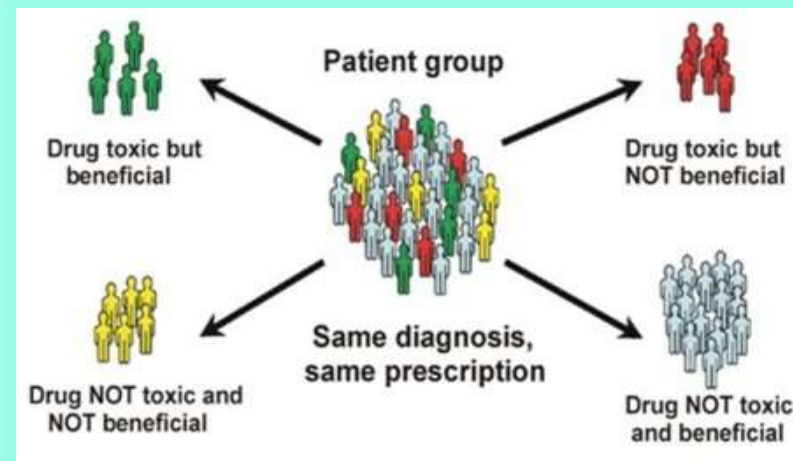 Patient group
Drug toxic but
beneficial
Drug toxic but
NOT beneficial
Same diagnosis,
same prescription
Drug NOT toxic and
NOT beneficial
Drug NOT toxic
and beneficial